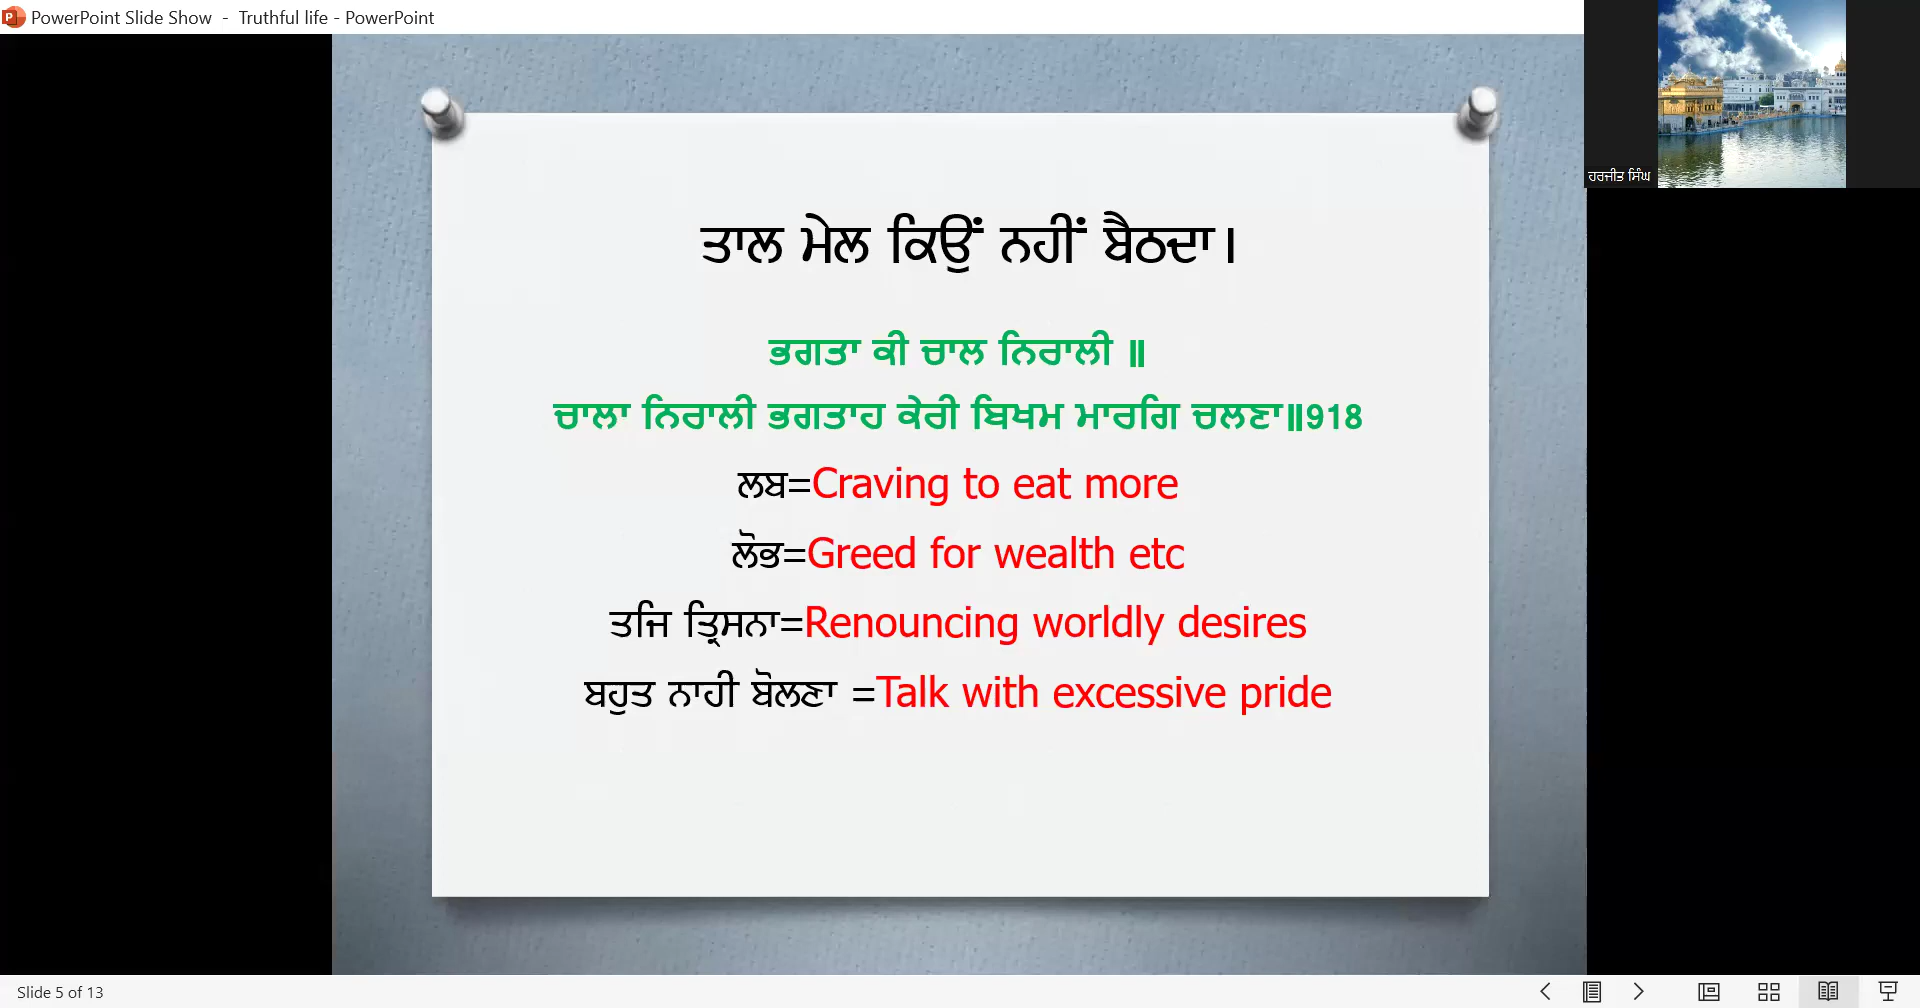 PowerPoint Slide Show - Truthful life - PowerPoint
ਹਰਜੀਤ ਸਿੰਘ
ਤਾਲ ਮੇਲ ਕਿਉਂ ਨਹੀਂ ਬੈਠਦਾ।
ਭਗਤਾ ਕੀ ਚਾਲ ਨਿਰਾਲੀ ॥
ਚਾਲਾ ਨਿਰਾਲੀ ਭਗਤਾਹ ਕੇਰੀ ਬਿਖਮ ਮਾਰਗਿ ਚਲਣਾ॥918
ਲਬ=Craving to eat more
ਲੋਭ=Greed for wealth etc
ਤਜਿ ਤ੍ਰਿਸਨਾ=Renouncing worldly desires
ਬਹੁਤ ਨਾਹੀ ਬੋਲਣਾ =Talk with excessive pride
Slide 5 of 13